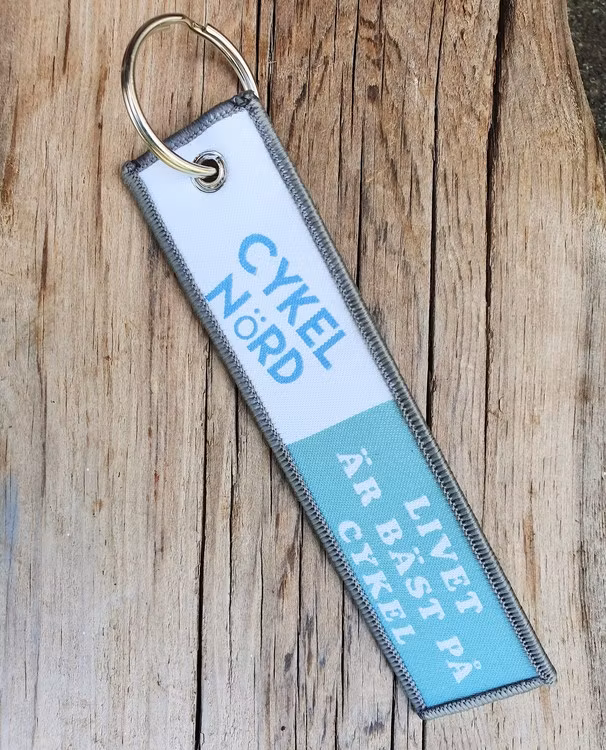 CYKEL
NÖRD
LIVET
ÄR BÄST PÅ
CYKEL